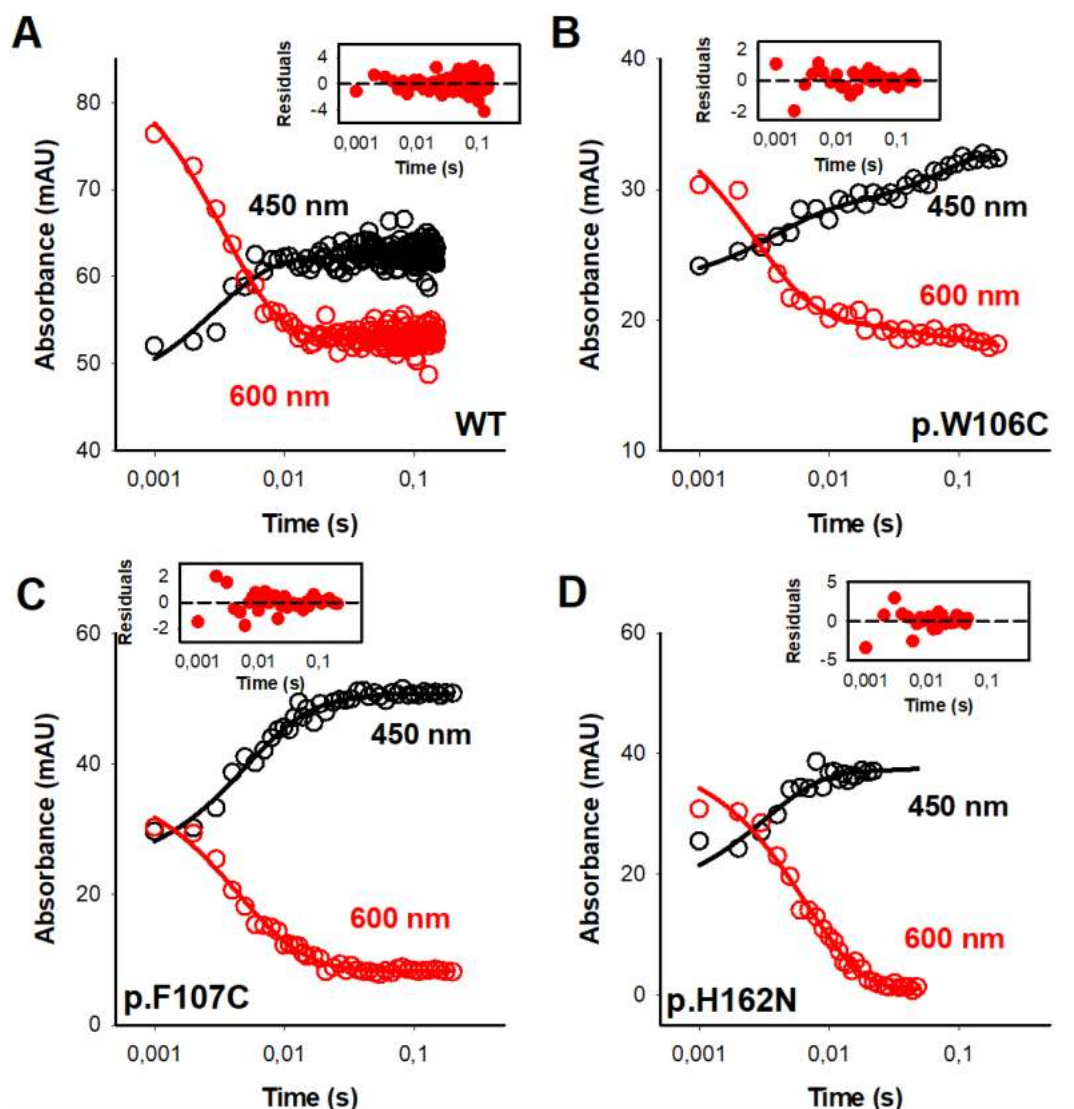 A
Residuals
4
0
-4
0,001
0,01
0,1
Time (s)
Absorbance (mAU)
80
70
60
50
40
450 nm
600 nm
WT
0,001
0,01
0,1
Time (s)
B
Residuals
2
0
-2
0,001
0,01
0,1
Time (s)
Absorbance (mAU)
40
30
20
10
450 nm
600 nm
p.W106C
0,001
0,01
0,1
Time (s)
C
Residuals
2
0
-2
0,001
0,01
0,1
Time (s)
Absorbance (mAU)
60
40
20
0
450 nm
600 nm
p.F107C
0,001
0,01
0,1
Time (s)
D
Residuals
5
0
-5
0,001
0,01
0,1
Time (s)
Absorbance (mAU)
60
40
20
0
450 nm
600 nm
p.H162N
0,001
0,01
0,1
Time (s)